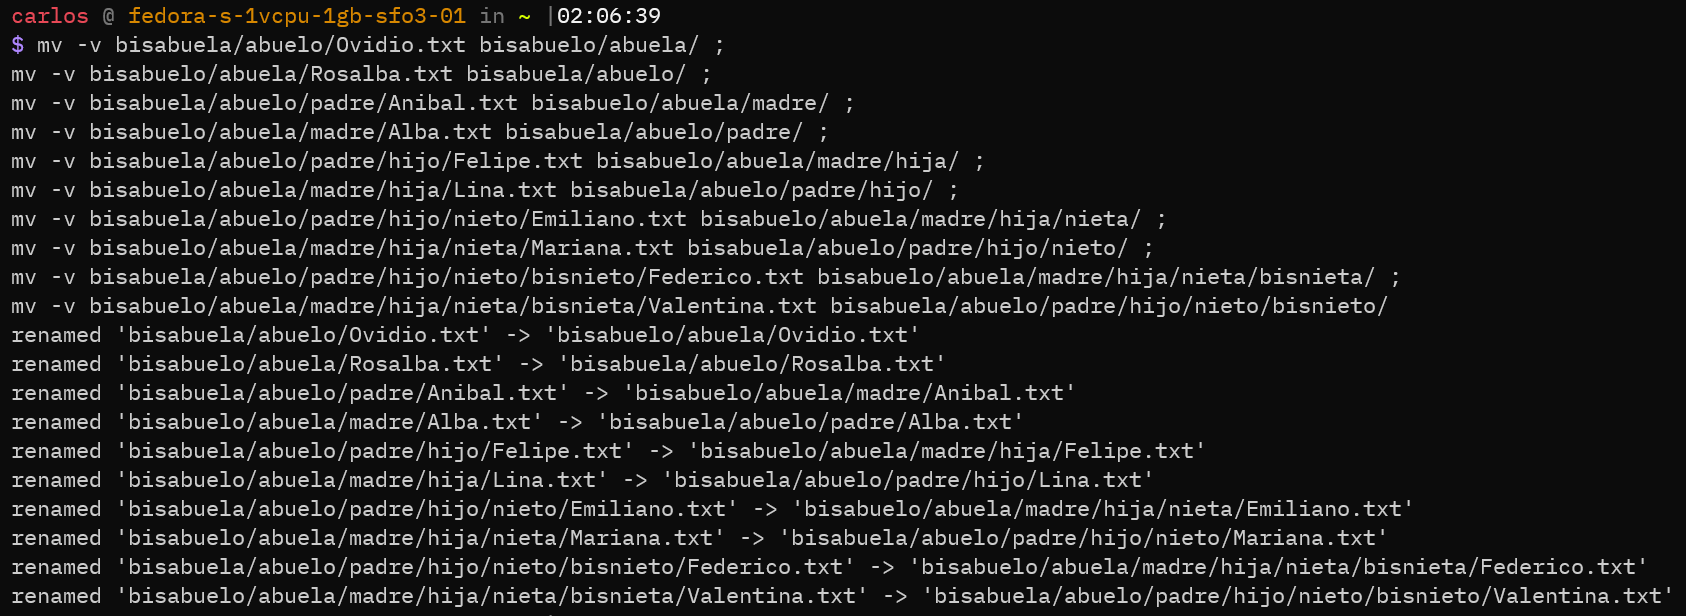 carlos @ fedora-s-1vcpu-1gb-sfo3-01 in ~ |02:06:39
$ mv -v bisabuela/abuelo/Ovidio.txt bisabuelo/abuela/ ;
mv -v bisabuelo/abuela/Rosalba.txt bisabuela/abuelo/ ;
mv -v bisabuela/abuelo/padre/Anibal.txt bisabuelo/abuela/madre/ ;
mv -v bisabuelo/abuela/madre/Alba.txt bisabuela/abuelo/padre/ ;
mv -v bisabuela/abuelo/padre/hijo/Felipe.txt bisabuelo/abuela/madre/hija/ ;
mv -v bisabuelo/abuela/madre/hija/Lina.txt bisabuela/abuelo/padre/hijo/ ;
mv -v bisabuela/abuelo/padre/hijo/nieto/Emiliano.txt bisabuelo/abuela/madre/hija/nieta/ ;
mv -v bisabuelo/abuela/madre/hija/nieta/Mariana.txt bisabuela/abuelo/padre/hijo/nieto/ ;
mv -v bisabuela/abuelo/padre/hijo/nieto/bisnieto/Federico.txt bisabuelo/abuela/madre/hija/nieta/bisnieta/ ;
mv -v bisabuelo/abuela/madre/hija/nieta/bisnieta/Valentina.txt bisabuela/abuelo/padre/hijo/nieto/bisnieto/
renamed 'bisabuela/abuelo/Ovidio.txt' -> 'bisabuelo/abuela/Ovidio.txt'
renamed 'bisabuelo/abuela/Rosalba.txt' -> 'bisabuela/abuelo/Rosalba.txt'
renamed 'bisabuela/abuelo/padre/Anibal.txt' -> 'bisabuelo/abuela/madre/Anibal.txt'
renamed 'bisabuelo/abuela/madre/Alba.txt' -> 'bisabuela/abuelo/padre/Alba.txt'
renamed 'bisabuela/abuelo/padre/hijo/Felipe.txt' -> 'bisabuelo/abuela/madre/hija/Felipe.txt'
renamed 'bisabuelo/abuela/madre/hija/Lina.txt' -> 'bisabuela/abuelo/padre/hijo/Lina.txt'
renamed 'bisabuela/abuelo/padre/hijo/nieto/Emiliano.txt' -> 'bisabuelo/abuela/madre/hija/nieta/Emiliano.txt'
renamed 'bisabuelo/abuela/madre/hija/nieta/Mariana.txt' -> 'bisabuela/abuelo/padre/hijo/nieto/Mariana.txt'
renamed 'bisabuela/abuelo/padre/hijo/nieto/bisnieto/Federico.txt' -> 'bisabuelo/abuela/madre/hija/nieta/bisnieta/Federico.txt'
renamed 'bisabuelo/abuela/madre/hija/nieta/bisnieta/Valentina.txt' -> 'bisabuela/abuelo/padre/hijo/nieto/bisnieto/Valentina.txt'